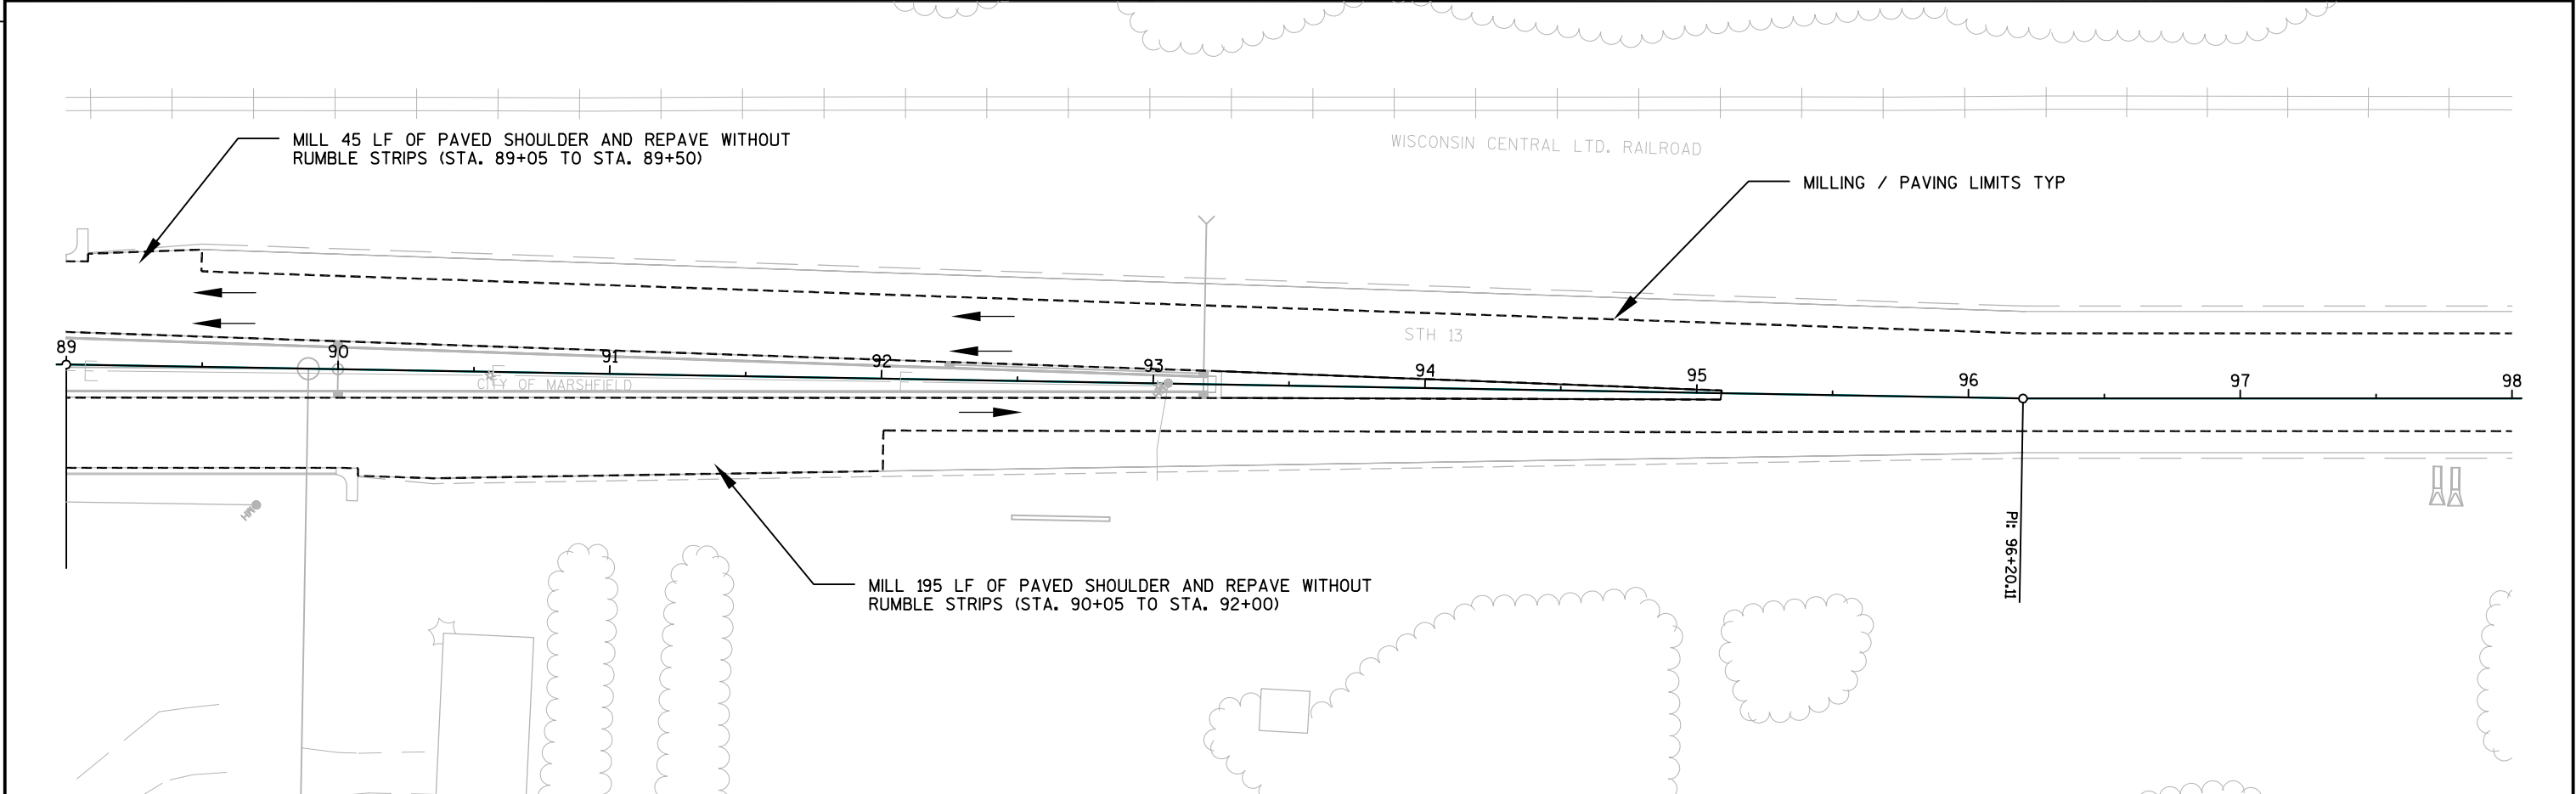 MILL 45 LF OF PAVED SHOULDER AND REPAVE WITHOUT
RUMBLE STRIPS (STA. 89+05 TO STA. 89+50)
WISCONSIN CENTRAL LTD. RAILROAD
MILLING / PAVING LIMITS TYP
STH 13
89
90
91
92
93
94
95
96
97
98
E
E
E
CITY OF MARSHFIELD
MH
PI: 96+20.11
MILL 195 LF OF PAVED SHOULDER AND REPAVE WITHOUT
RUMBLE STRIPS (STA. 90+05 TO STA. 92+00)